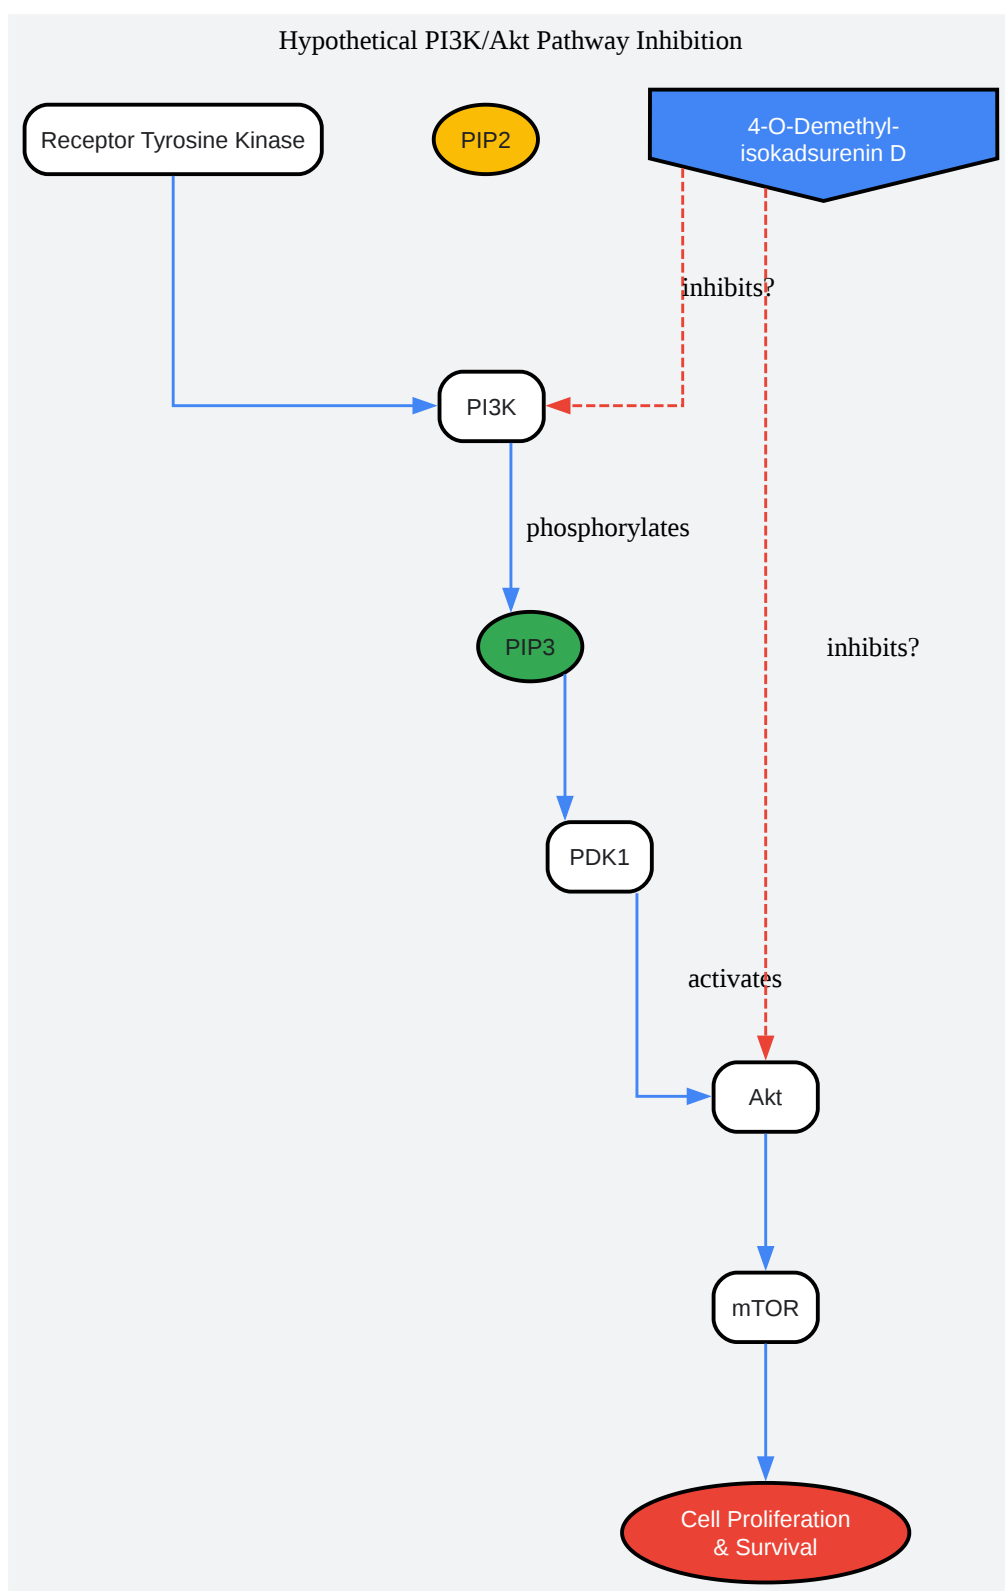 Hypothetical PI3K/Akt Pathway Inhibition
Receptor Tyrosine Kinase
PIP2
4-O-Demethyl-
isokadsurenin D
inhibits?
PI3K
phosphorylates
PIP3
inhibits?
PDK1
activates
Akt
mTOR
Cell Proliferation
& Survival